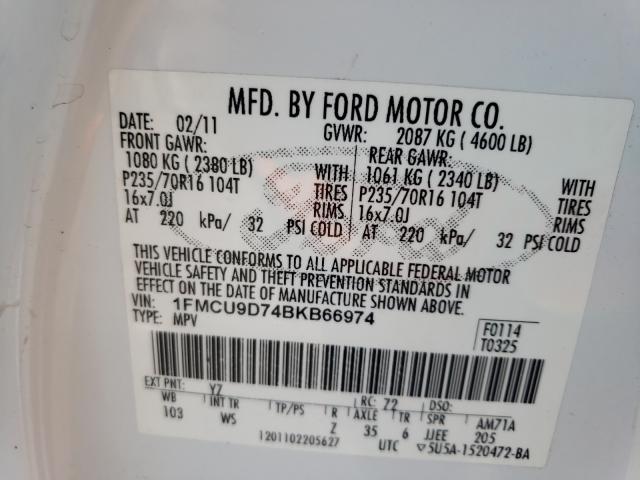 MFD. BY FORD MOTOR CO.
DATE: 02/11 GVWR: 2087 KG ( 4600 LB)
FRONT GAWR: REAR GAWR:
1080 KG ( 2380 LB) WITH 1061 KG ( 2340 LB) WITH
P235/70R16 104T TIRES P235/70R16 104T TIRES
16x7.0J RIMS 16x7.0J RIMS
AT 220 kPa/ 32 PSI COLD AT 220 kPa/ 32 PSI COLD
THIS VEHICLE CONFORMS TO ALL APPLICABLE FEDERAL MOTOR
VEHICLE SAFETY AND THEFT PREVENTION STANDARDS IN
EFFECT ON THE DATE OF MANUFACTURE SHOWN ABOVE.
VIN: 1FMCU9D74BKB66974
TYPE: MPV
F0114
T0325
EXT PNT: YZ RC: 72 DSO:
WB INT TR TP/PS R AXLE TR SPR AM71A
103 WS Z 35 6 JJEE 205
1201102205627 UTC ▽5U5A-1520472-BA